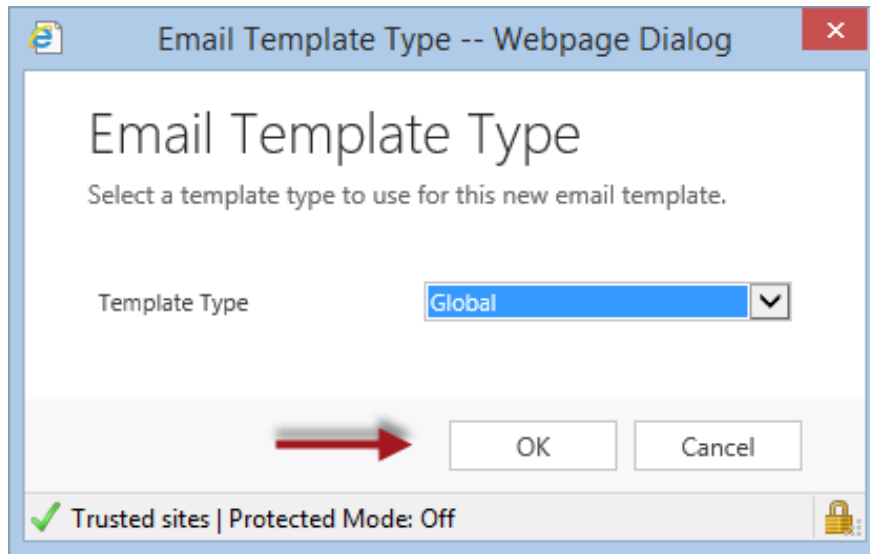 Email Template Type -- Webpage Dialog
Email Template Type
Select a template type to use for this new email template.
Template Type Global
OK Cancel
Trusted sites | Protected Mode: Off